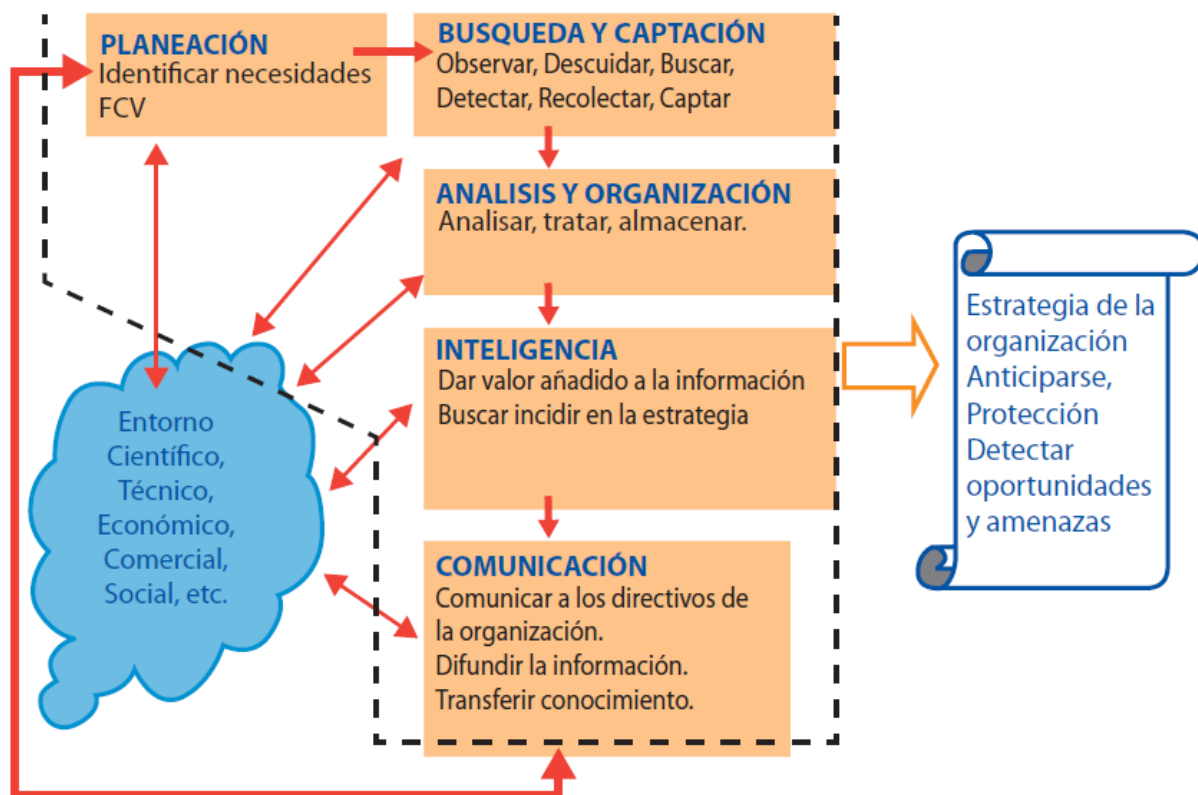 PLANEACIÓN
Identificar necesidades
FCV
BUSQUEDA Y CAPTACIÓN
Observar, Descuidar, Buscar,
Detectar, Recolectar, Captar
ANALISIS Y ORGANIZACIÓN
Analisar, tratar, almacenar.
INTELIGENCIA
Dar valor añadido a la información
Buscar incidir en la estrategia
COMUNICACIÓN
Comunicar a los directivos de
la organización.
Difundir la información.
Transferir conocimiento.
Entorno
Científico,
Técnico,
Económico,
Comercial,
Social, etc.
Estrategia de la
organización
Anticiparse,
Protección
Detectar
oportunidades
y amenazas